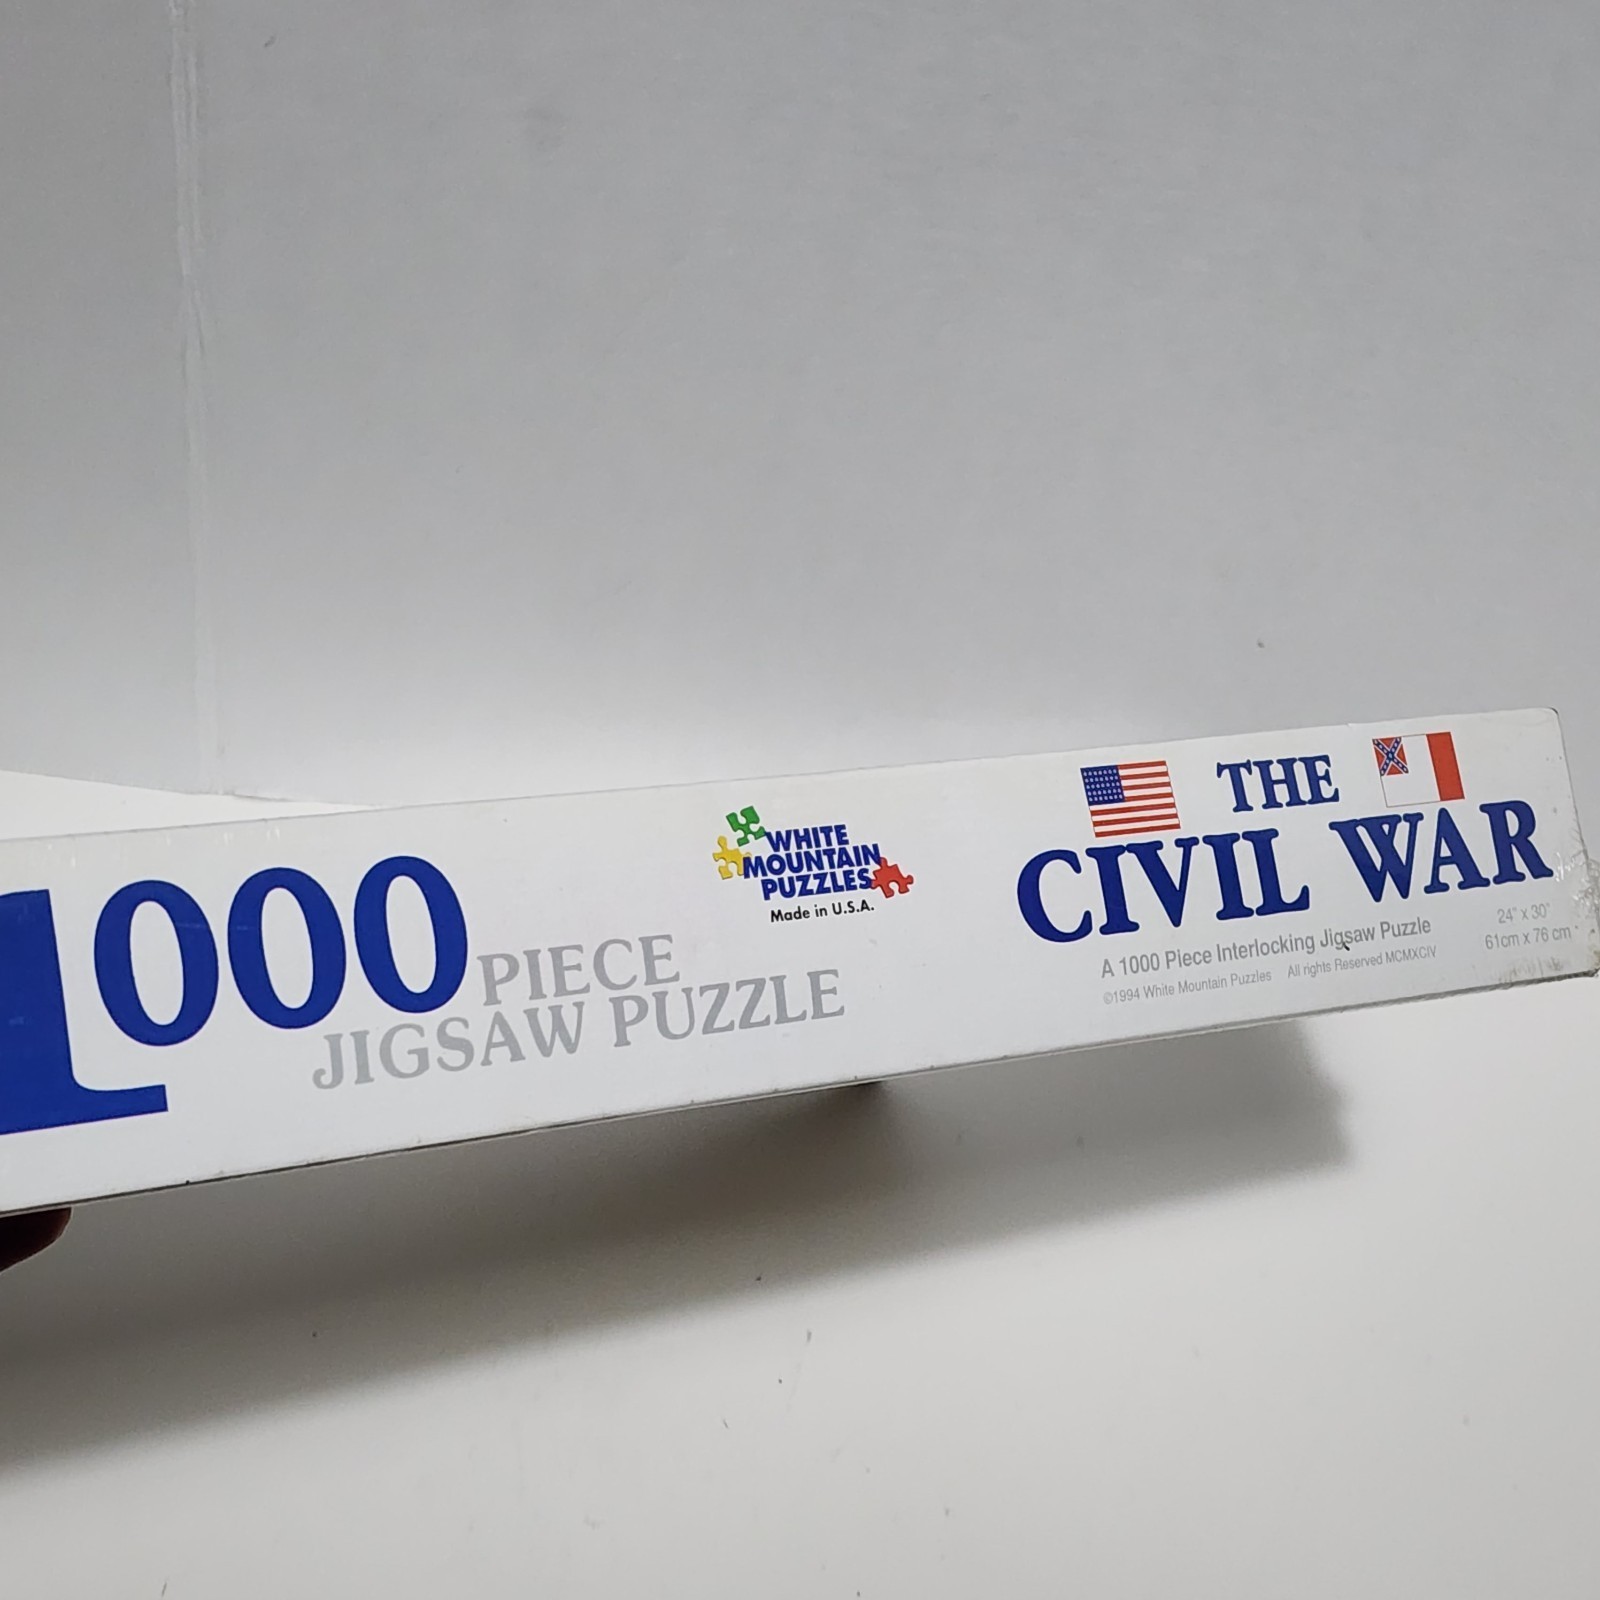 1000 PIECE
JIGSAW PUZZLE
WHITE
MOUNTAIN
PUZZLES
Made in U.S.A.
THE
CIVIL WAR
A 1000 Piece Interlocking Jigsaw Puzzle
©1994 White Mountain Puzzles All rights Reserved MCMXCIV
24" x 30"
61cm x 76 cm